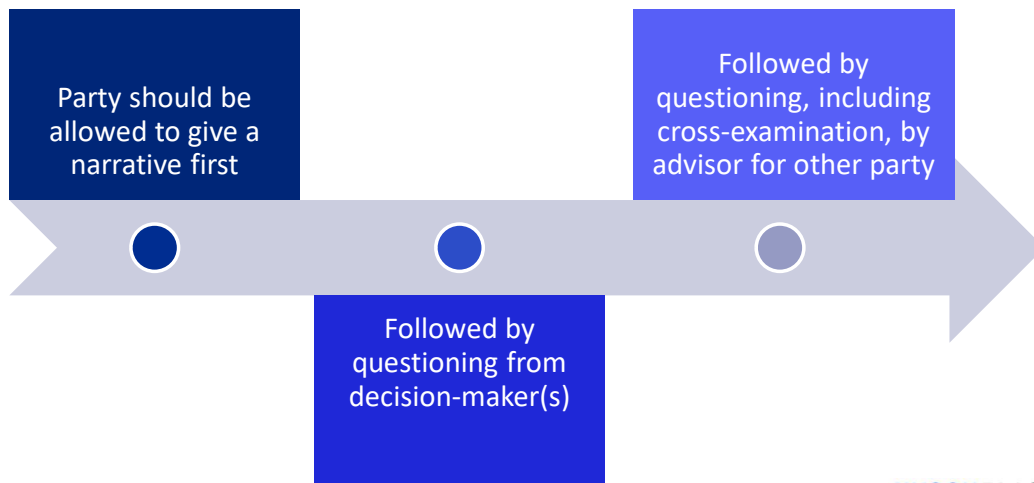 Party should be
allowed to give a
narrative first
Followed by
questioning from
decision-maker(s)
Followed by
questioning, including
cross-examination, by
advisor for other party